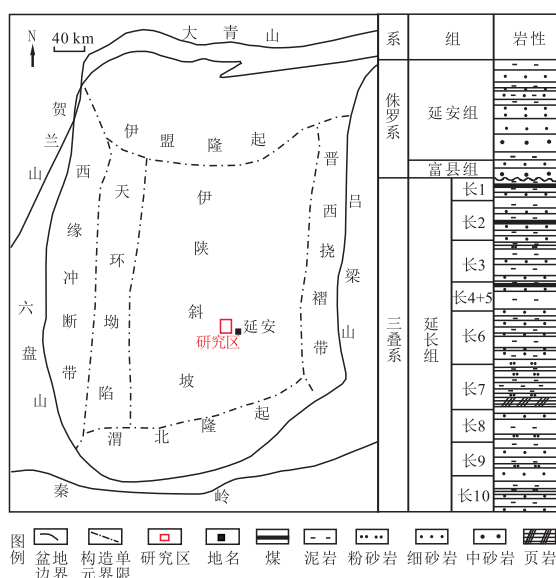 N
40 km
大青山
贺兰山
伊盟隆起
西缘冲断带
天环坳陷
伊陕斜坡
晋西挠褶带
吕梁山
六盘山
延安
研究区
渭北隆起
秦岭
系 组 岩性
侏罗系
延安组
富县组
三叠系
延长组
长1
长2
长3
长4+5
长6
长7
长8
长9
长10
图例
盆地边界
构造单元界限
研究区
地名
煤
泥岩
粉砂岩
细砂岩
中砂岩
页岩